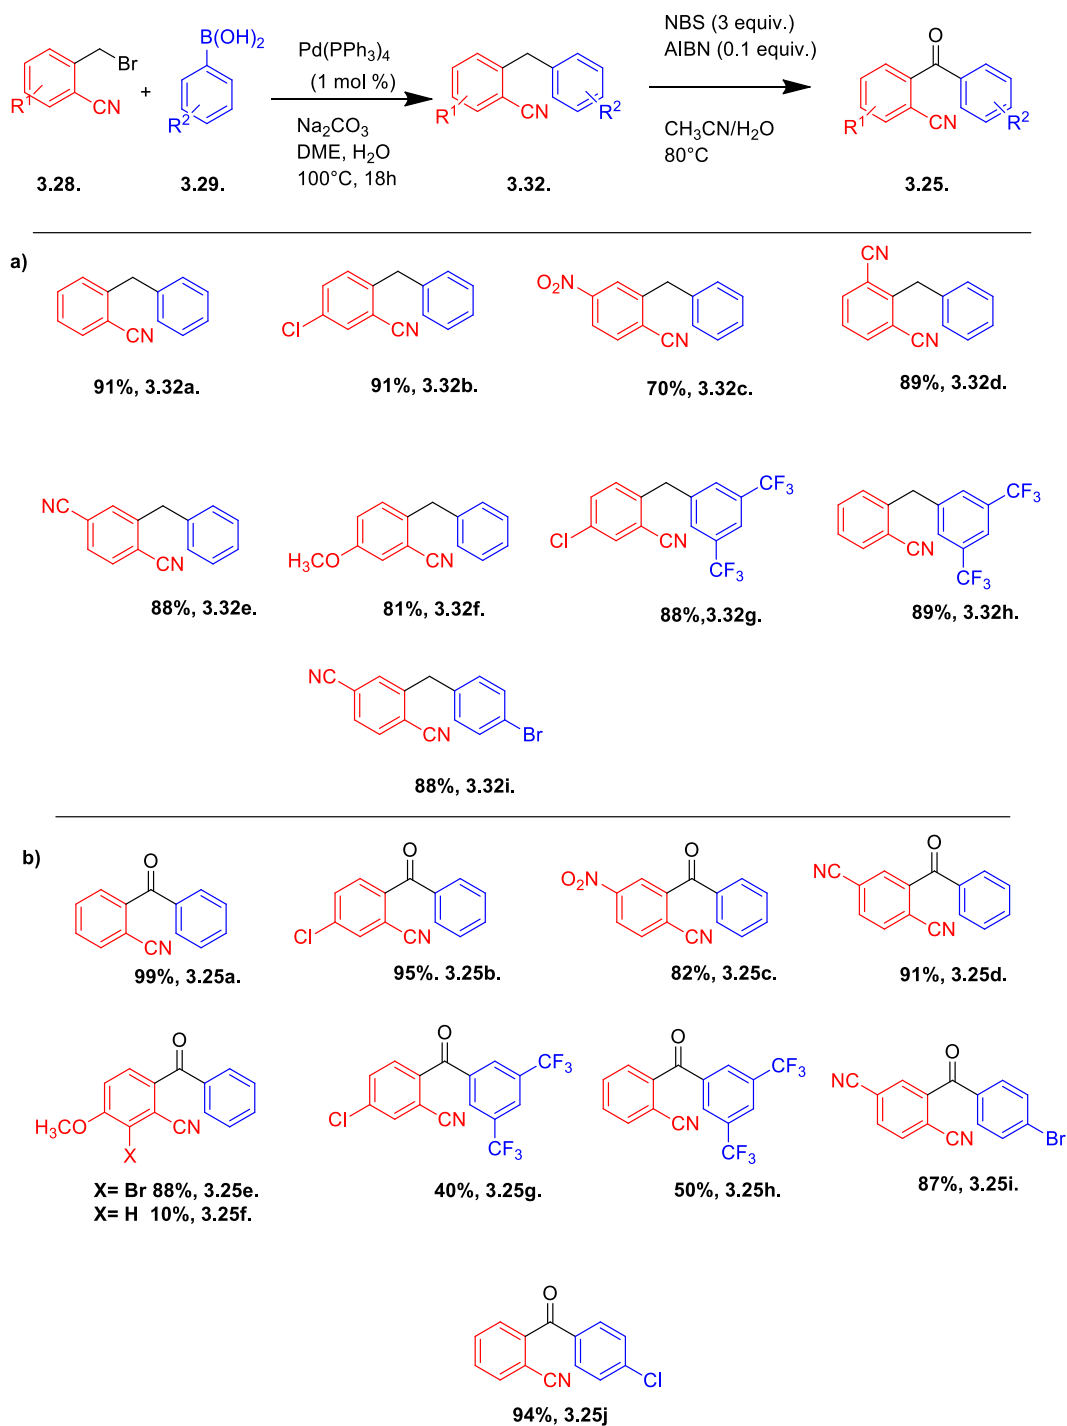 NBS (3 equiv.)
AIBN (0.1 equiv.)
CH₃CN/H₂O
80°C
Br
R¹
CN
+
B(OH)₂
R²
Pd(PPh₃)₄
(1 mol %)
Na₂CO₃
DME, H₂O
100°C, 18h
R¹
CN
R²
O
R¹
CN
R²
3.28.
3.29.
3.32.
3.25.
a)
CN
91%, 3.32a.
Cl
CN
91%, 3.32b.
O₂N
CN
70%, 3.32c.
CN
CN
89%, 3.32d.
NC
CN
88%, 3.32e.
H₃CO
CN
81%, 3.32f.
Cl
CN
CF₃
CF₃
88%,3.32g.
CN
CF₃
CF₃
89%, 3.32h.
NC
CN
Br
88%, 3.32i.
b)
O
CN
99%, 3.25a.
O
Cl
CN
95%. 3.25b.
O
O₂N
CN
82%, 3.25c.
O
NC
CN
91%, 3.25d.
O
H₃CO
CN
X
X= Br 88%, 3.25e.
X= H 10%, 3.25f.
O
Cl
CN
CF₃
CF₃
40%, 3.25g.
O
CN
CF₃
CF₃
50%, 3.25h.
O
NC
CN
Br
87%, 3.25i.
O
CN
Cl
94%, 3.25j